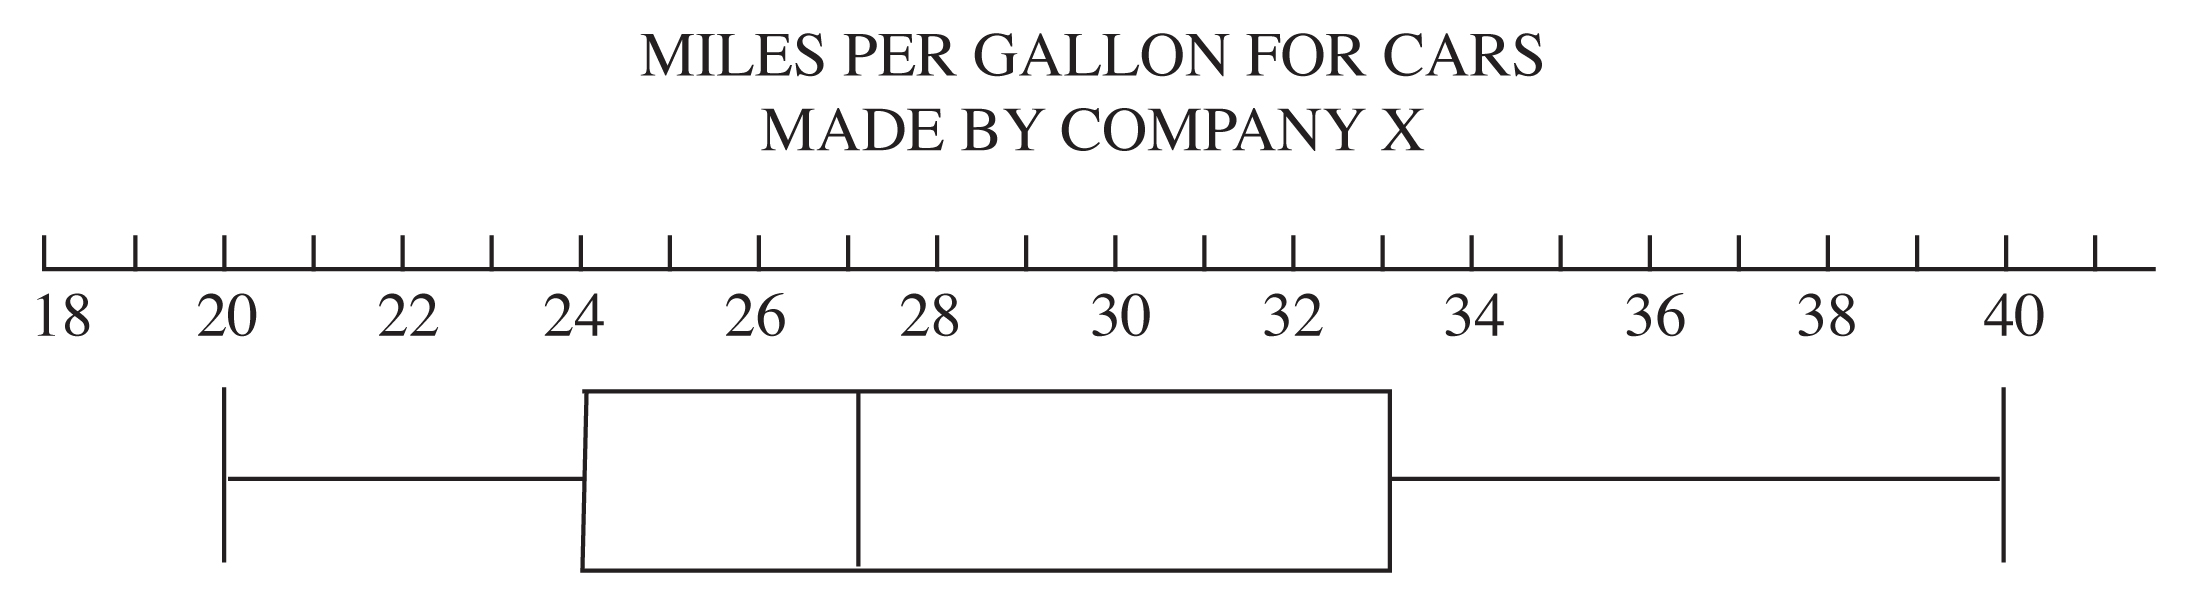 MILES PER GALLON FOR CARS
MADE BY COMPANY X
18 20 22 24 26 28 30 32 34 36 38 40